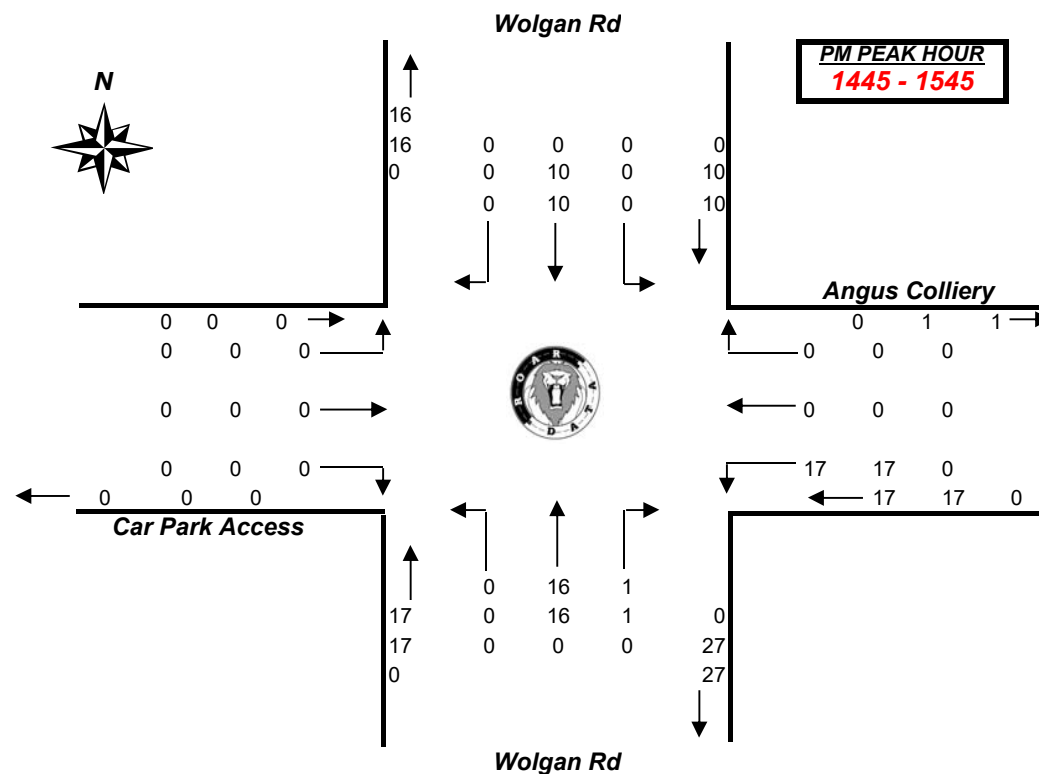 Wolgan Rd
PM PEAK HOUR
1445 - 1545
N
16
16 0 0 0 0
0 0 10 0 10
0 10 0 10
Angus Colliery
0 0 0 0 1 1
0 0 0 0 0 0
ROAR DATA
0 0 0 0 0 0
0 0 0 17 17 0
0 0 0 17 17 0
Car Park Access
0 16 1
17 0 16 1 0
17 0 0 0 27
0 27
Wolgan Rd